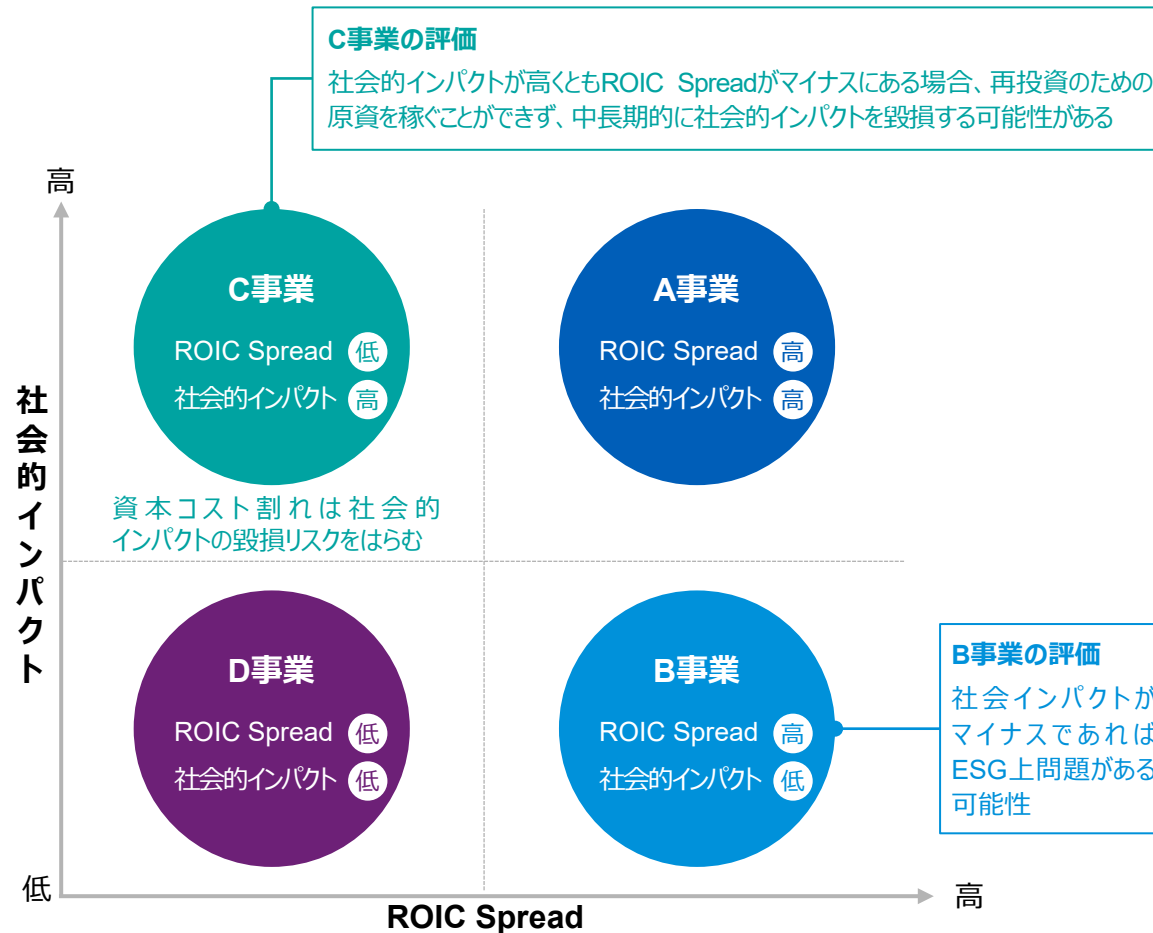 C事業の評価
社会的インパクトが高くともROIC Spreadがマイナスにある場合、再投資のための
原資を稼ぐことができず、中長期的に社会的インパクトを毀損する可能性がある
高
C事業
ROIC Spread 低
社会的インパクト 高
A事業
ROIC Spread 高
社会的インパクト 高
資本コスト割れは社会的
インパクトの毀損リスクをはらむ
社会的インパクト
D事業
ROIC Spread 低
社会的インパクト 低
B事業
ROIC Spread 高
社会的インパクト 低
B事業の評価
社会インパクトが
マイナスであれば
ESG上問題がある
可能性
低
ROIC Spread
高